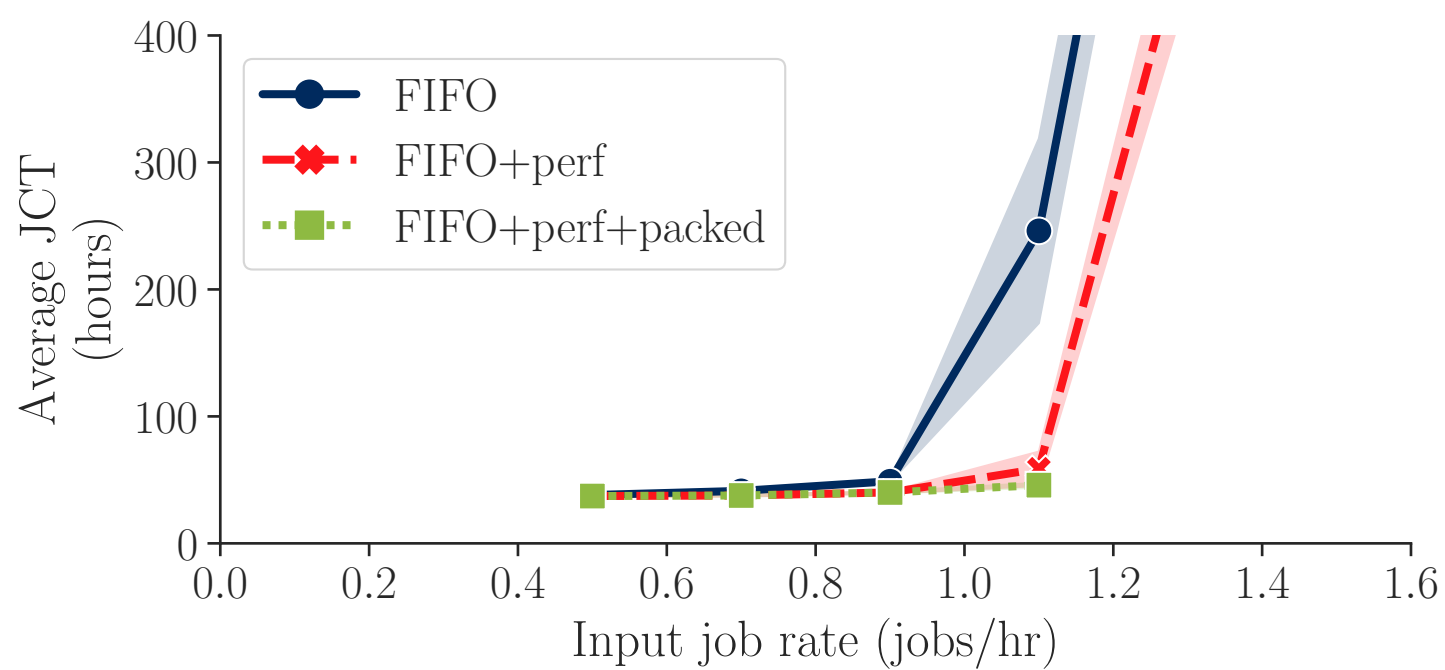 400
300
200
100
0
Average JCT
(hours)
FIFO
FIFO+perf
FIFO+perf+packed
0.0 0.2 0.4 0.6 0.8 1.0 1.2 1.4 1.6
Input job rate (jobs/hr)